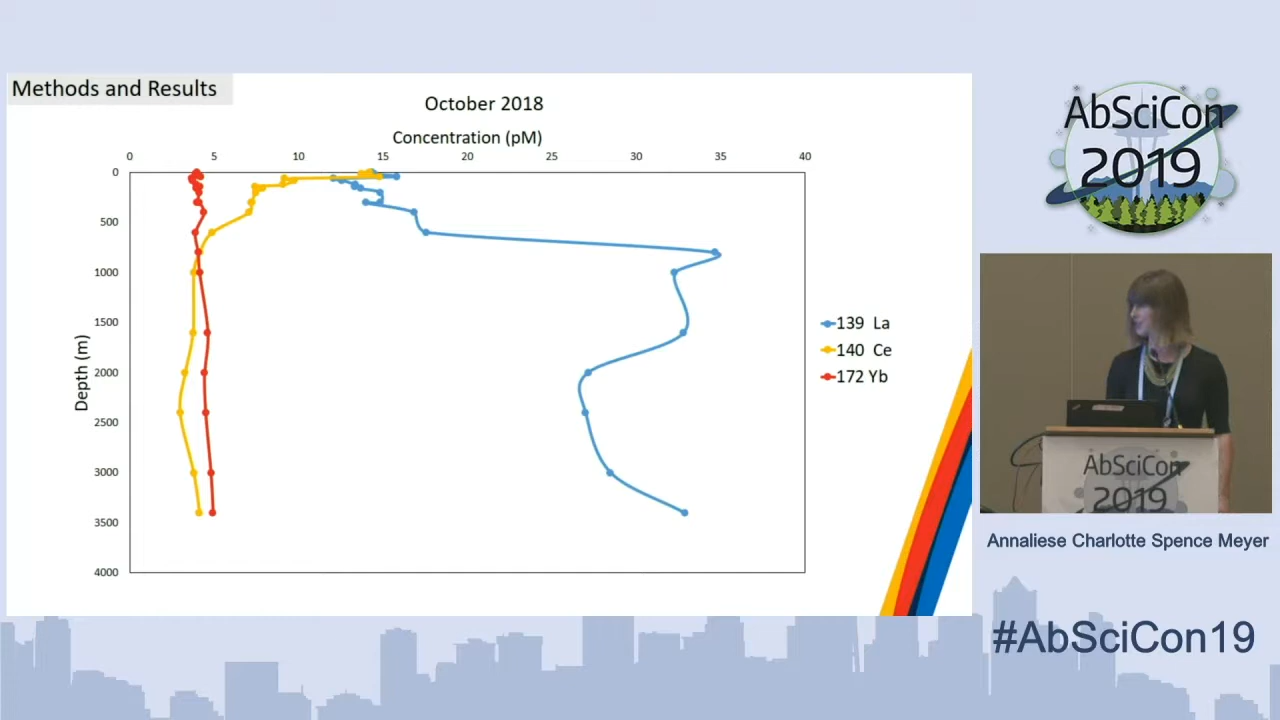 Methods and Results
October 2018
Concentration (pM)
0 5 10 15 20 25 30 35 40
0
500
1000
1500
2000
2500
3000
3500
4000
Depth (m)
139 La
140 Ce
172 Yb
AbSciCon
2019
AbSciCon
2019
Annaliese Charlotte Spence Meyer
#AbSciCon19